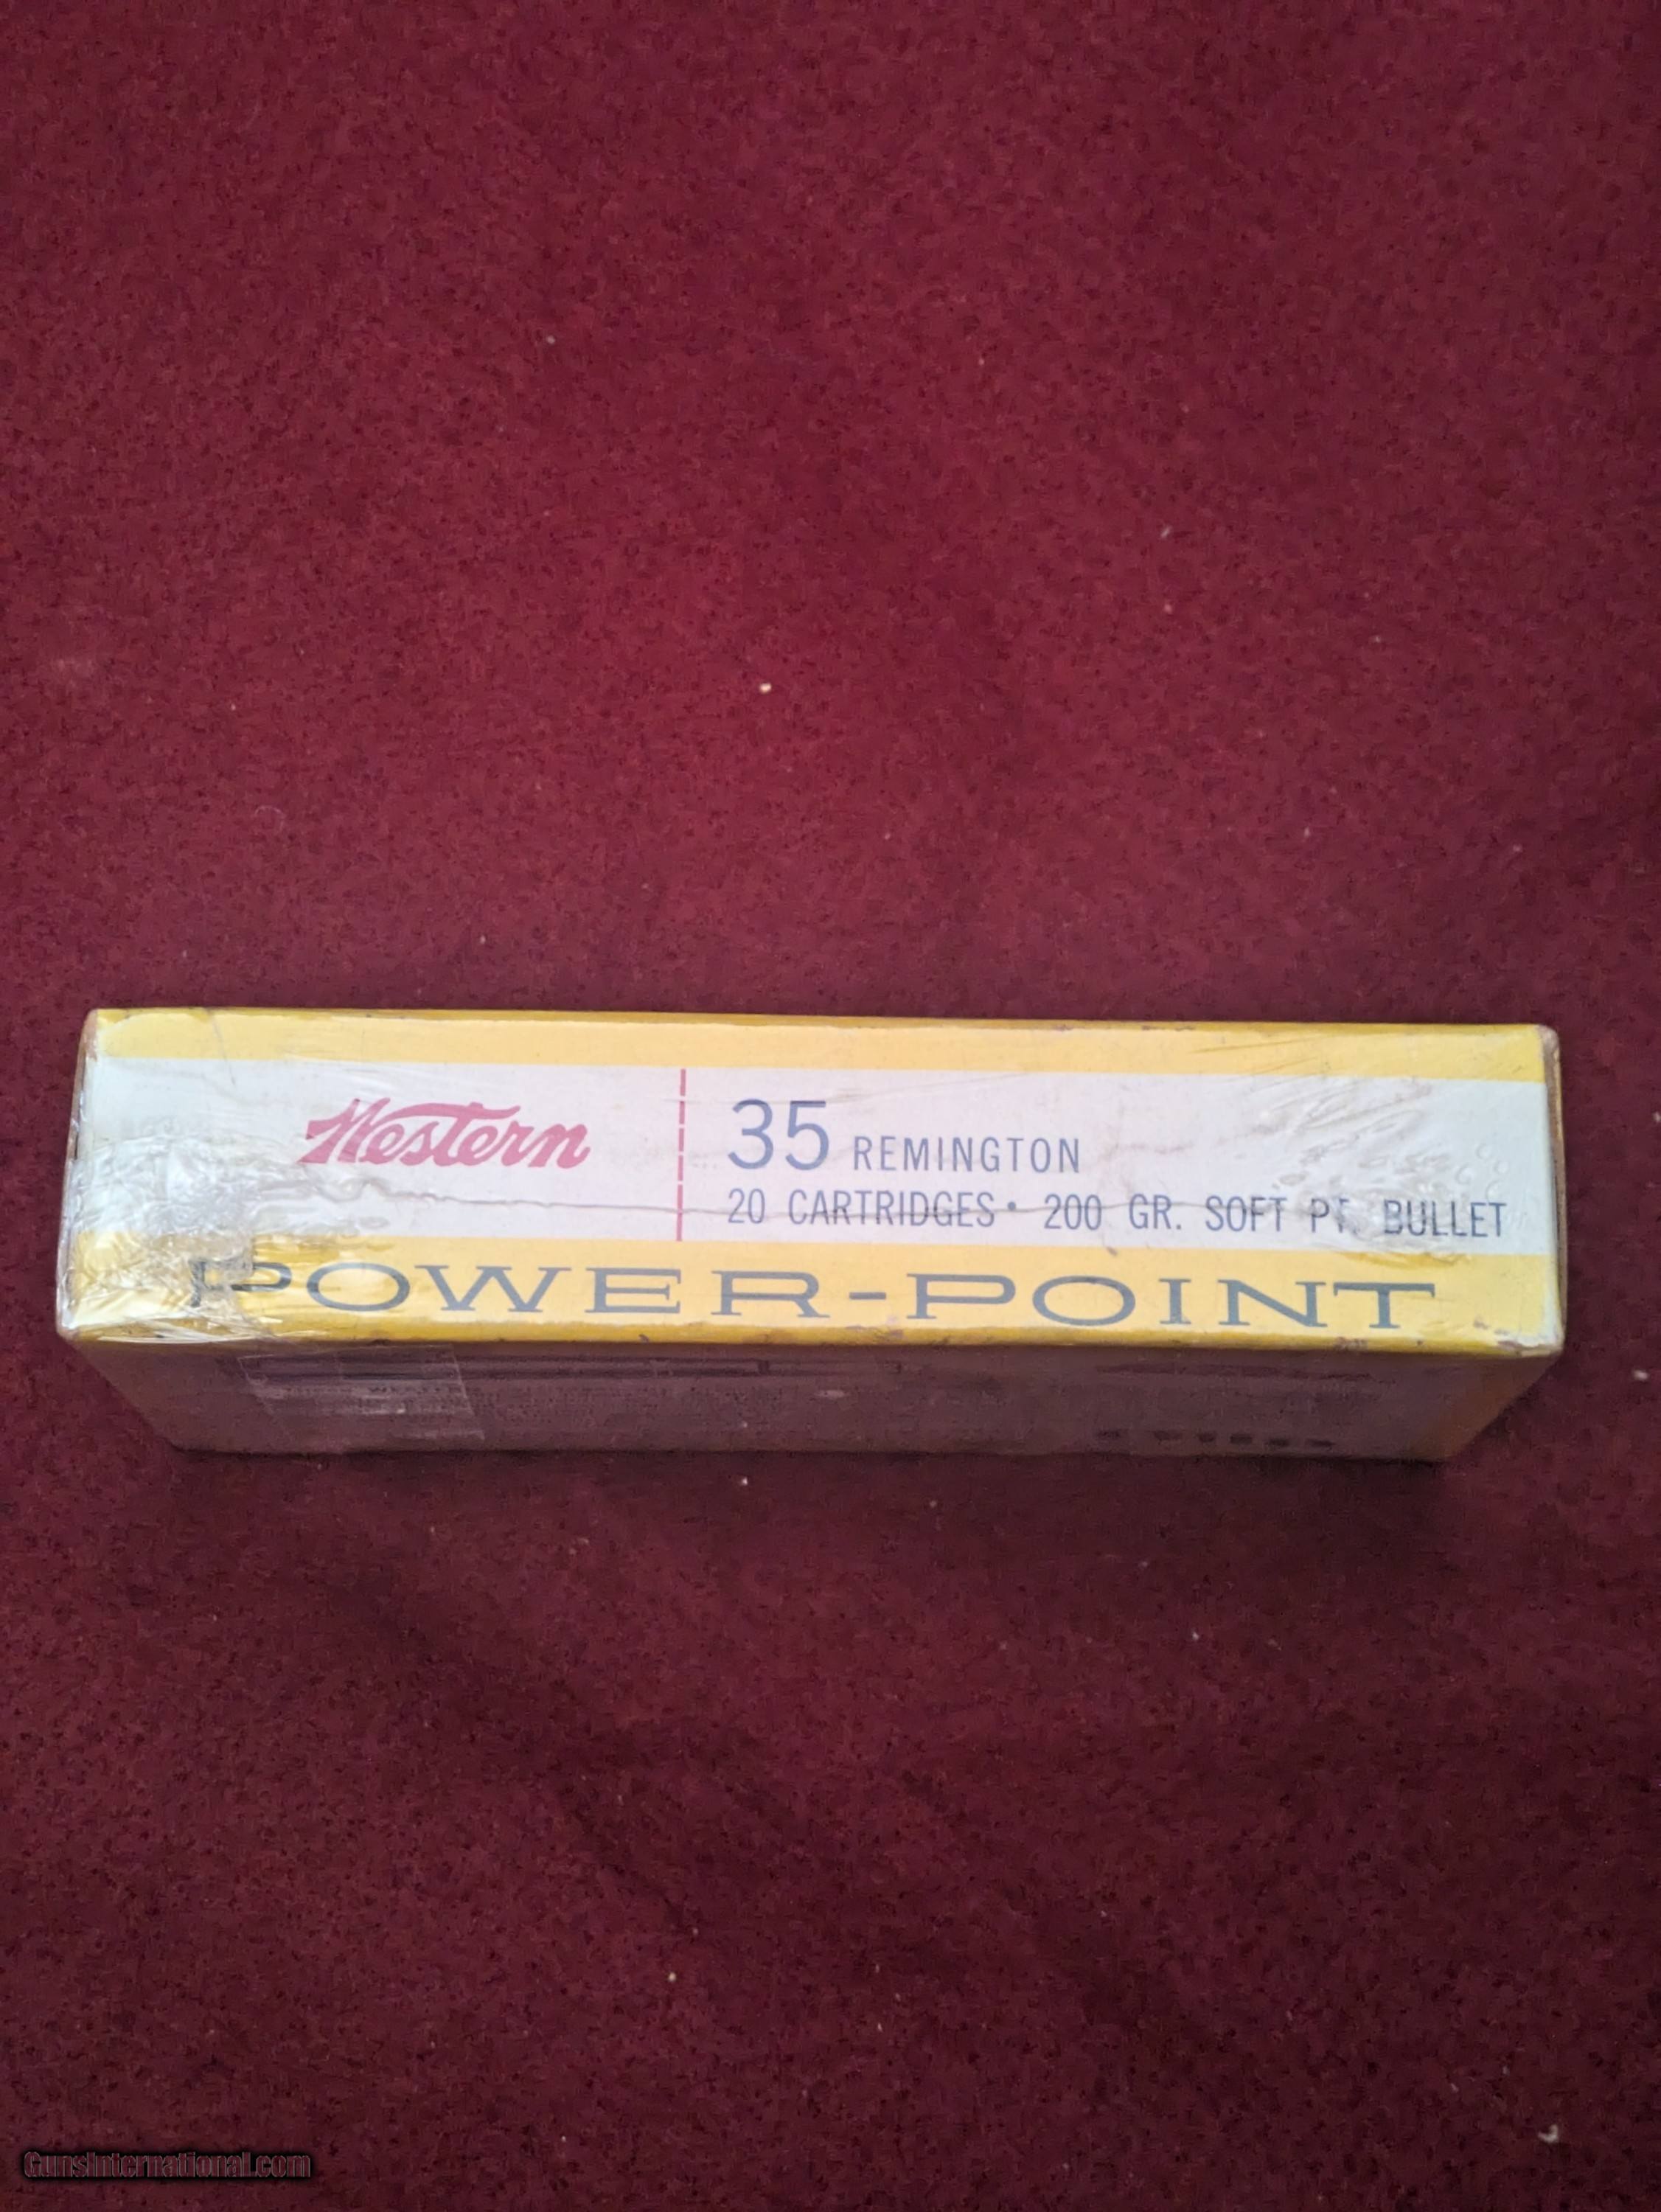 Western
35 REMINGTON
20 CARTRIDGES • 200 GR. SOFT PT. BULLET
POWER-POINT
GunsInternational.com